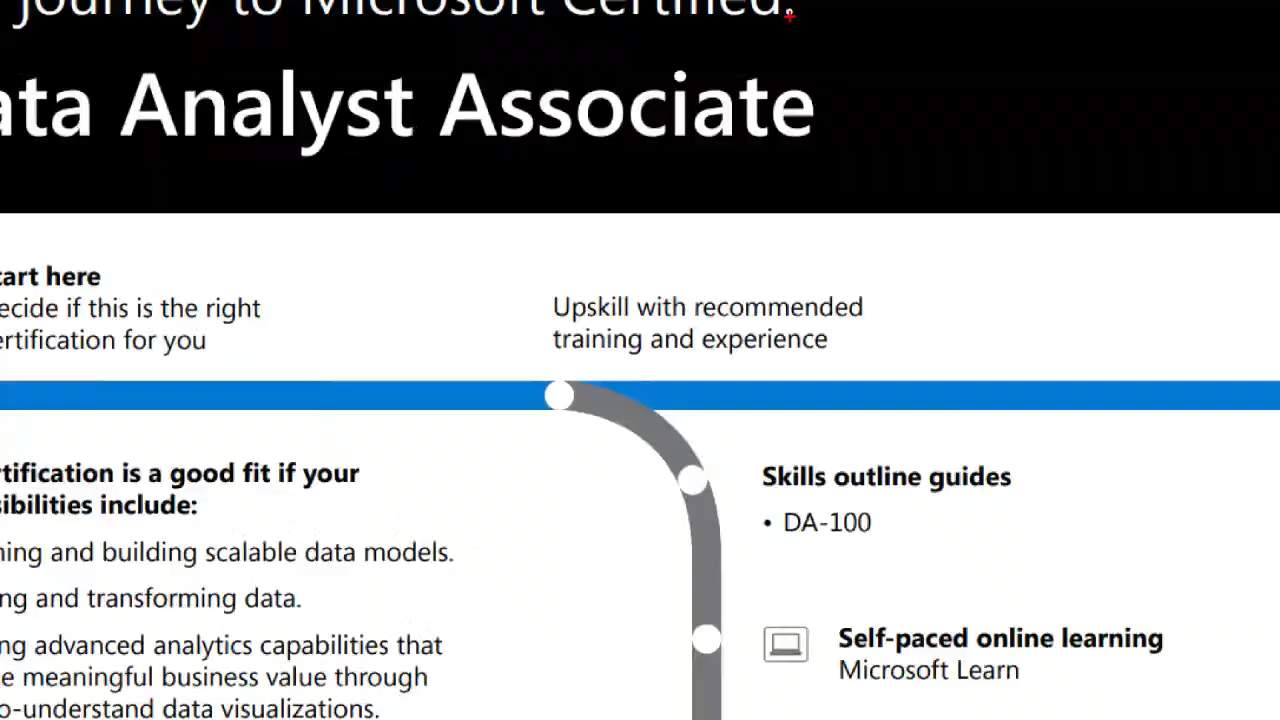 journey to Microsoft Certified:
ata Analyst Associate
tart here
ecide if this is the right
ertification for you
Upskill with recommended
training and experience
rtification is a good fit if your
sibilities include:
ning and building scalable data models.
ng and transforming data.
ng advanced analytics capabilities that
e meaningful business value through
o-understand data visualizations.
Skills outline guides
• DA-100
Self-paced online learning
Microsoft Learn